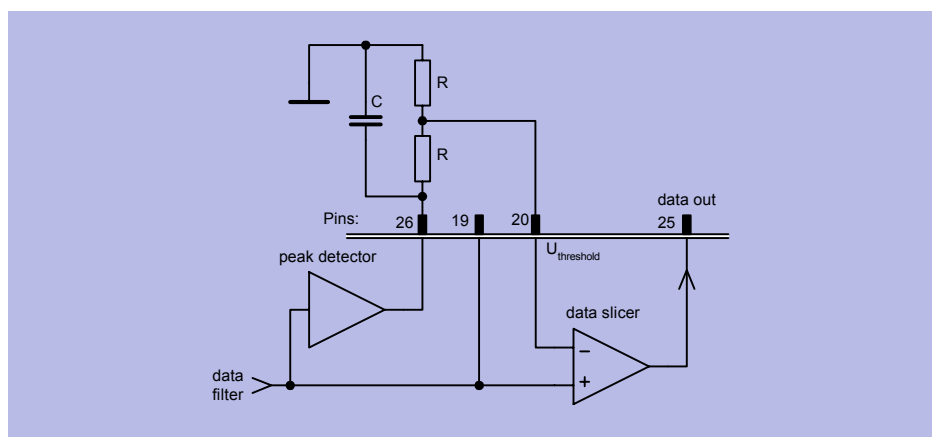 R
C
R
data out
Pins: 26 19 20 25
U threshold
peak detector
data slicer
−
data
filter
+